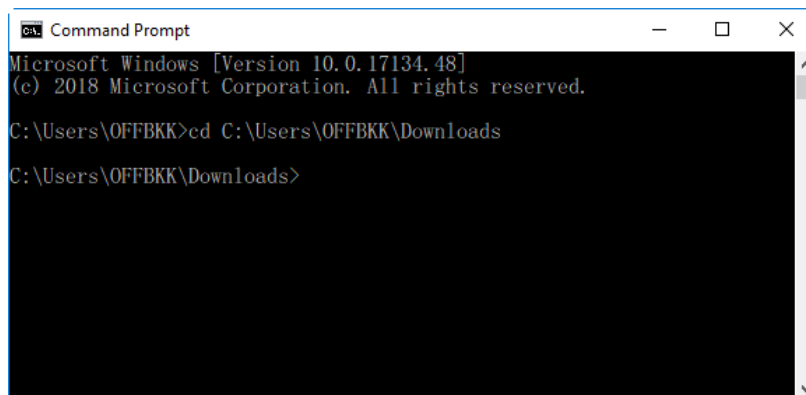 Command Prompt
Microsoft Windows [Version 10.0.17134.48]
(c) 2018 Microsoft Corporation. All rights reserved.
C:\Users\OFFBKK>cd C:\Users\OFFBKK\Downloads
C:\Users\OFFBKK\Downloads>